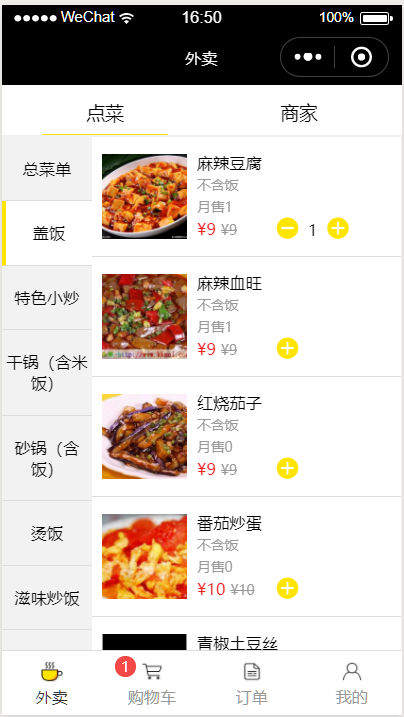 WeChat 16:50 100%
外卖
点菜 商家
总菜单
盖饭
特色小炒
干锅（含米
饭）
砂锅（含
饭）
烫饭
滋味炒饭
麻辣豆腐
不含饭
月售1
¥9 ¥9 1
麻辣血旺
不含饭
月售1
¥9 ¥9
红烧茄子
不含饭
月售0
¥9 ¥9
番茄炒蛋
不含饭
月售0
¥10 ¥10
青椒土豆丝
1
外卖 购物车 订单 我的